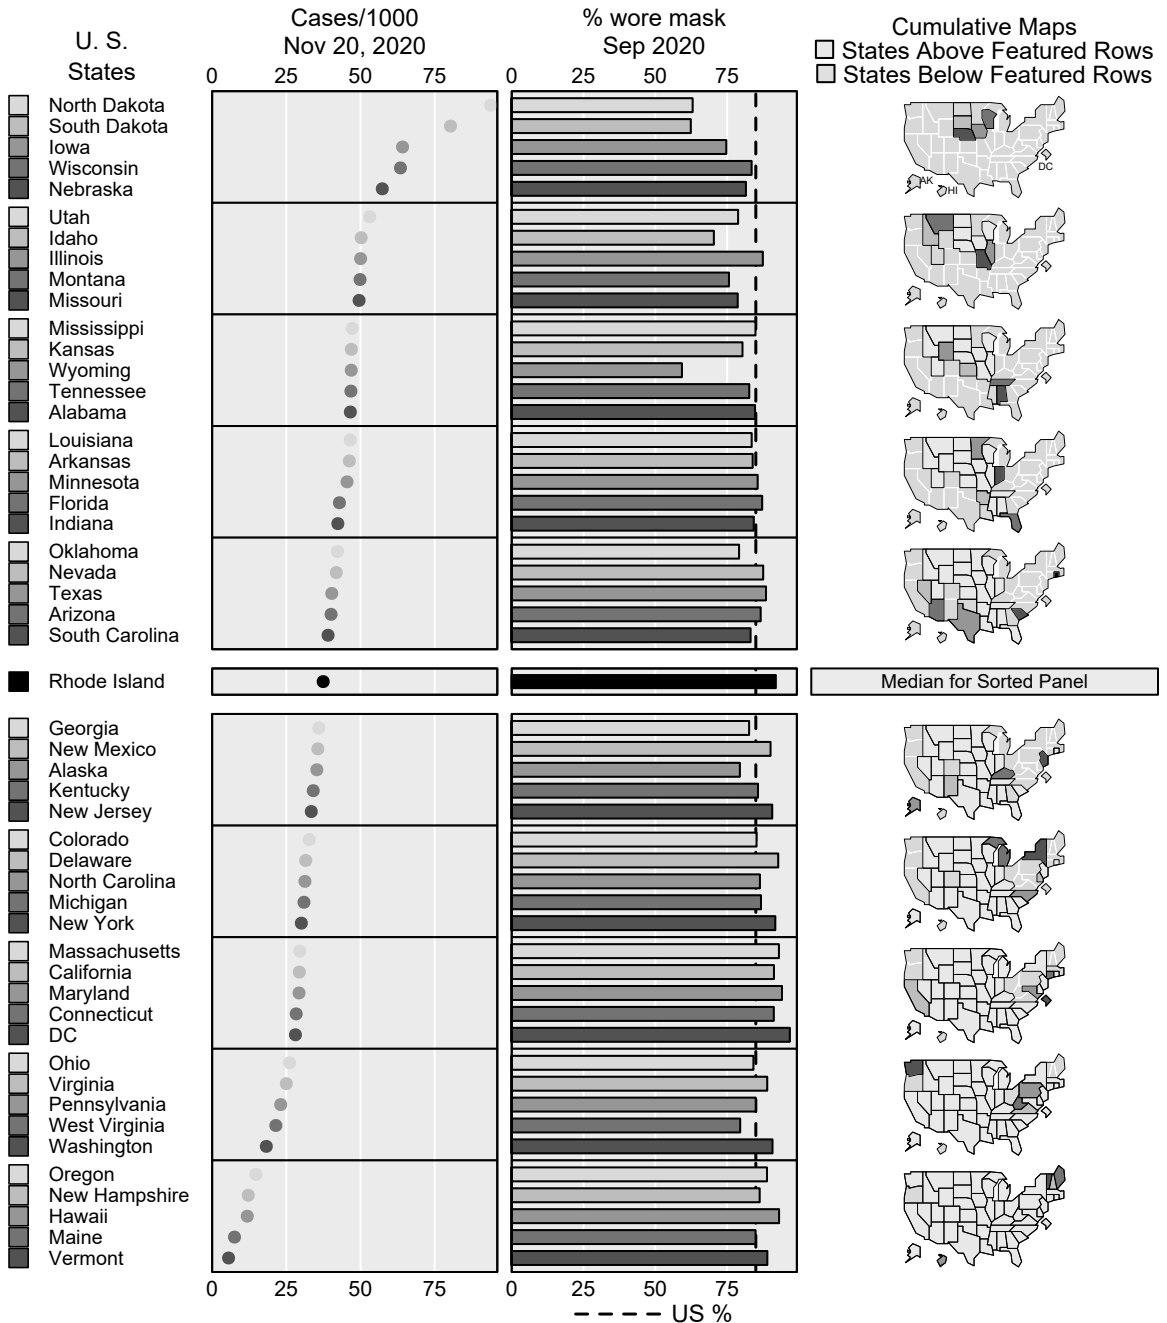 U. S.
States
Cases/1000
Nov 20, 2020
% wore mask
Sep 2020
Cumulative Maps
States Above Featured Rows
States Below Featured Rows
0 25 50 75
0 25 50 75
North Dakota
South Dakota
Iowa
Wisconsin
Nebraska
DC
AK
HI
Utah
Idaho
Illinois
Montana
Missouri
Mississippi
Kansas
Wyoming
Tennessee
Alabama
Louisiana
Arkansas
Minnesota
Florida
Indiana
Oklahoma
Nevada
Texas
Arizona
South Carolina
Rhode Island
Median for Sorted Panel
Georgia
New Mexico
Alaska
Kentucky
New Jersey
Colorado
Delaware
North Carolina
Michigan
New York
Massachusetts
California
Maryland
Connecticut
DC
Ohio
Virginia
Pennsylvania
West Virginia
Washington
Oregon
New Hampshire
Hawaii
Maine
Vermont
0 25 50 75
0 25 50 75
US %